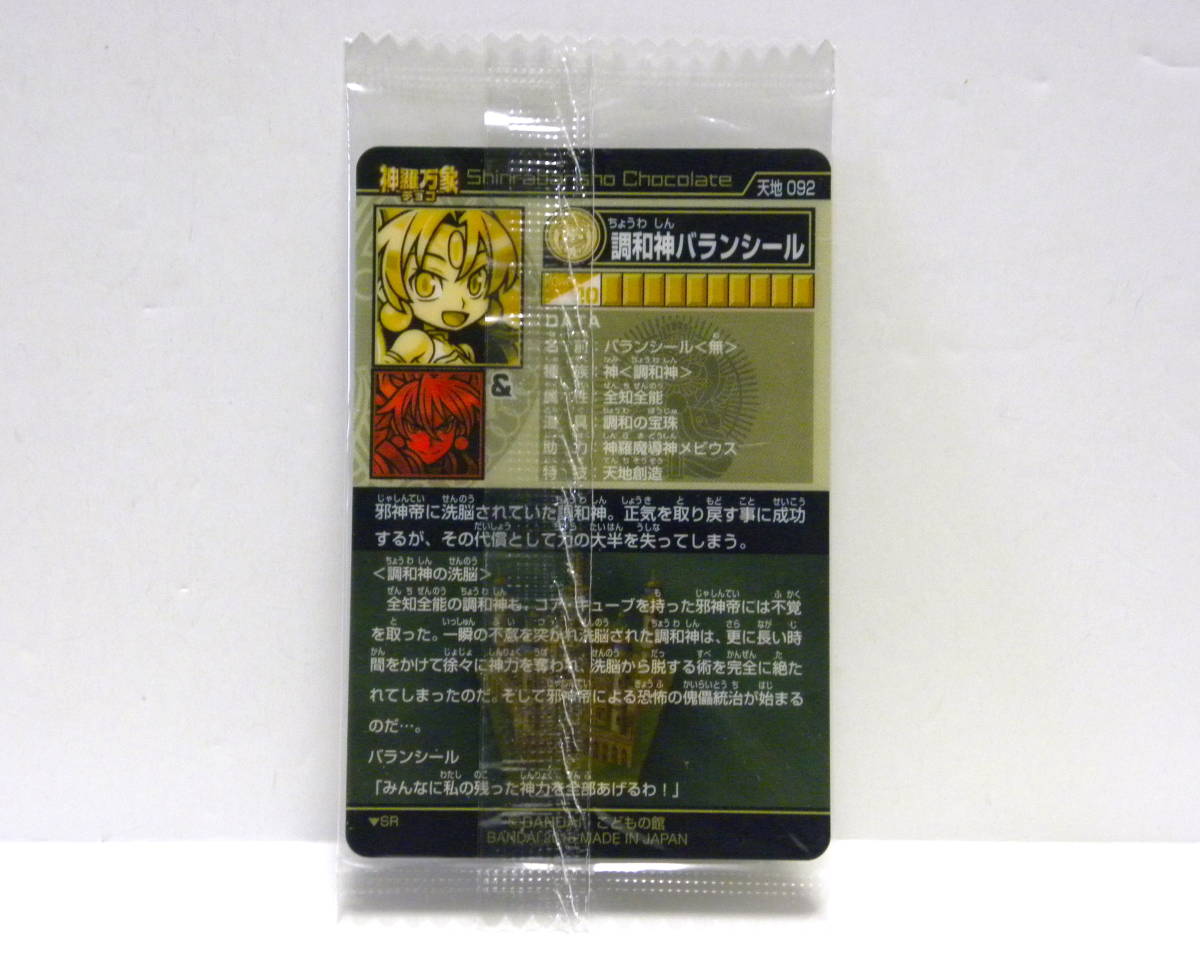 神羅万象
チョコ
Shinrabansho Chocolate
天地 092
ちょうわ しん
調和神バランシール
DATA
名 前：バランシール＜無＞
種 族：神＜調和神＞
属 性：全知全能
道 具：調和の宝珠
助 力：神羅魔導神メビウス
特 技：天地創造
&
邪神帝に洗脳されていた調和神。正気を取り戻す事に成功
するが、その代償として力の大半を失ってしまう。
＜調和神の洗脳＞
全知全能の調和神も、コア・キューブを持った邪神帝には不覚
を取った。一瞬の不意を突かれ洗脳された調和神は、更に長い時
間をかけて徐々に神力を奪われ、洗脳から脱する術を完全に絶た
れてしまったのだ。そして邪神帝による恐怖の傀儡統治が始まる
のだ…。
バランシール
「みんなに私の残った神力を全部あげるわ！」
▼SR
© BANDAI こどもの館
BANDAI MADE IN JAPAN